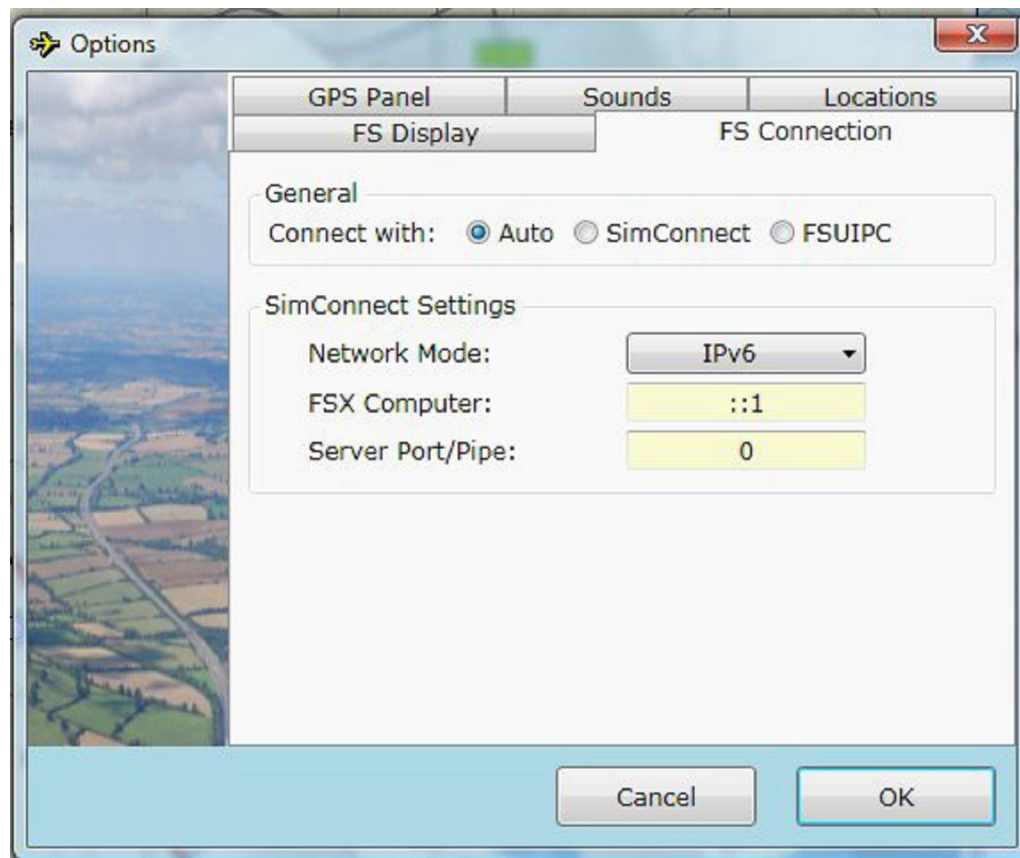 Options
GPS Panel Sounds Locations
FS Display FS Connection
General
Connect with: Auto SimConnect FSUIPC
SimConnect Settings
Network Mode: IPv6
FSX Computer: ::1
Server Port/Pipe: 0
Cancel OK